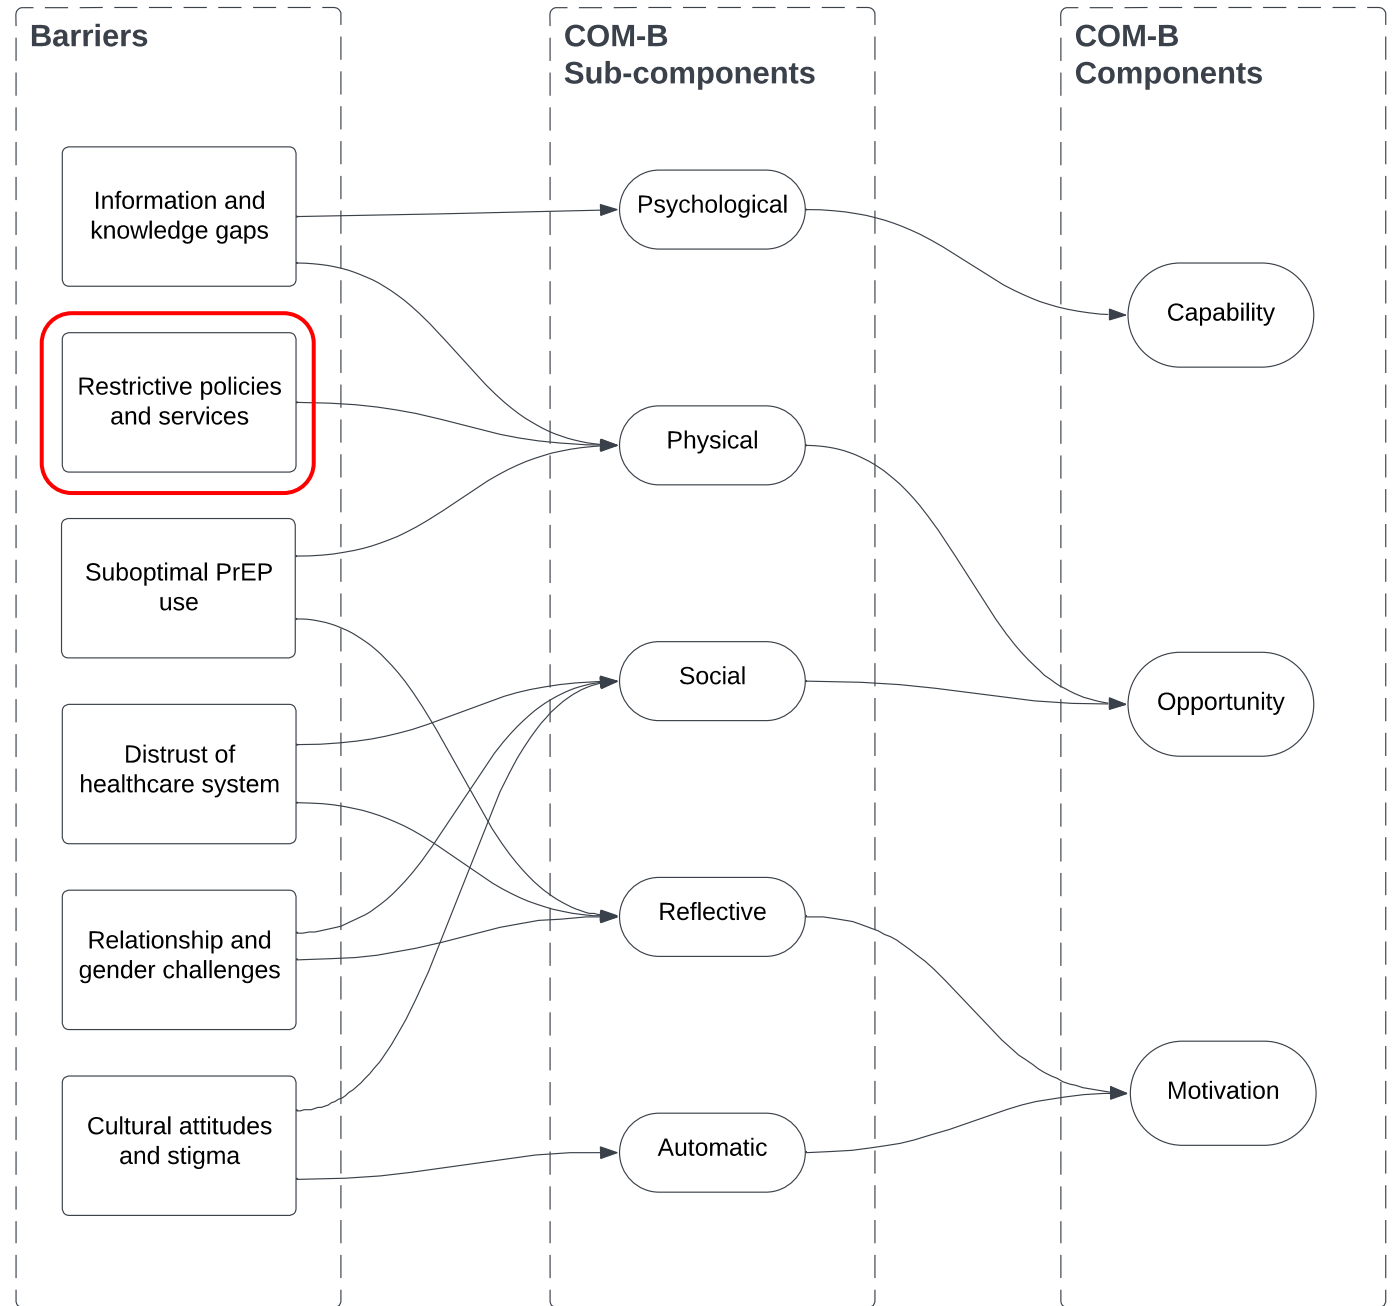 Barriers
Information and
knowledge gaps
Restrictive policies
and services
Suboptimal PrEP
use
Distrust of
healthcare system
Relationship and
gender challenges
Cultural attitudes
and stigma
COM-B
Sub-components
Psychological
Physical
Social
Reflective
Automatic
COM-B
Components
Capability
Opportunity
Motivation